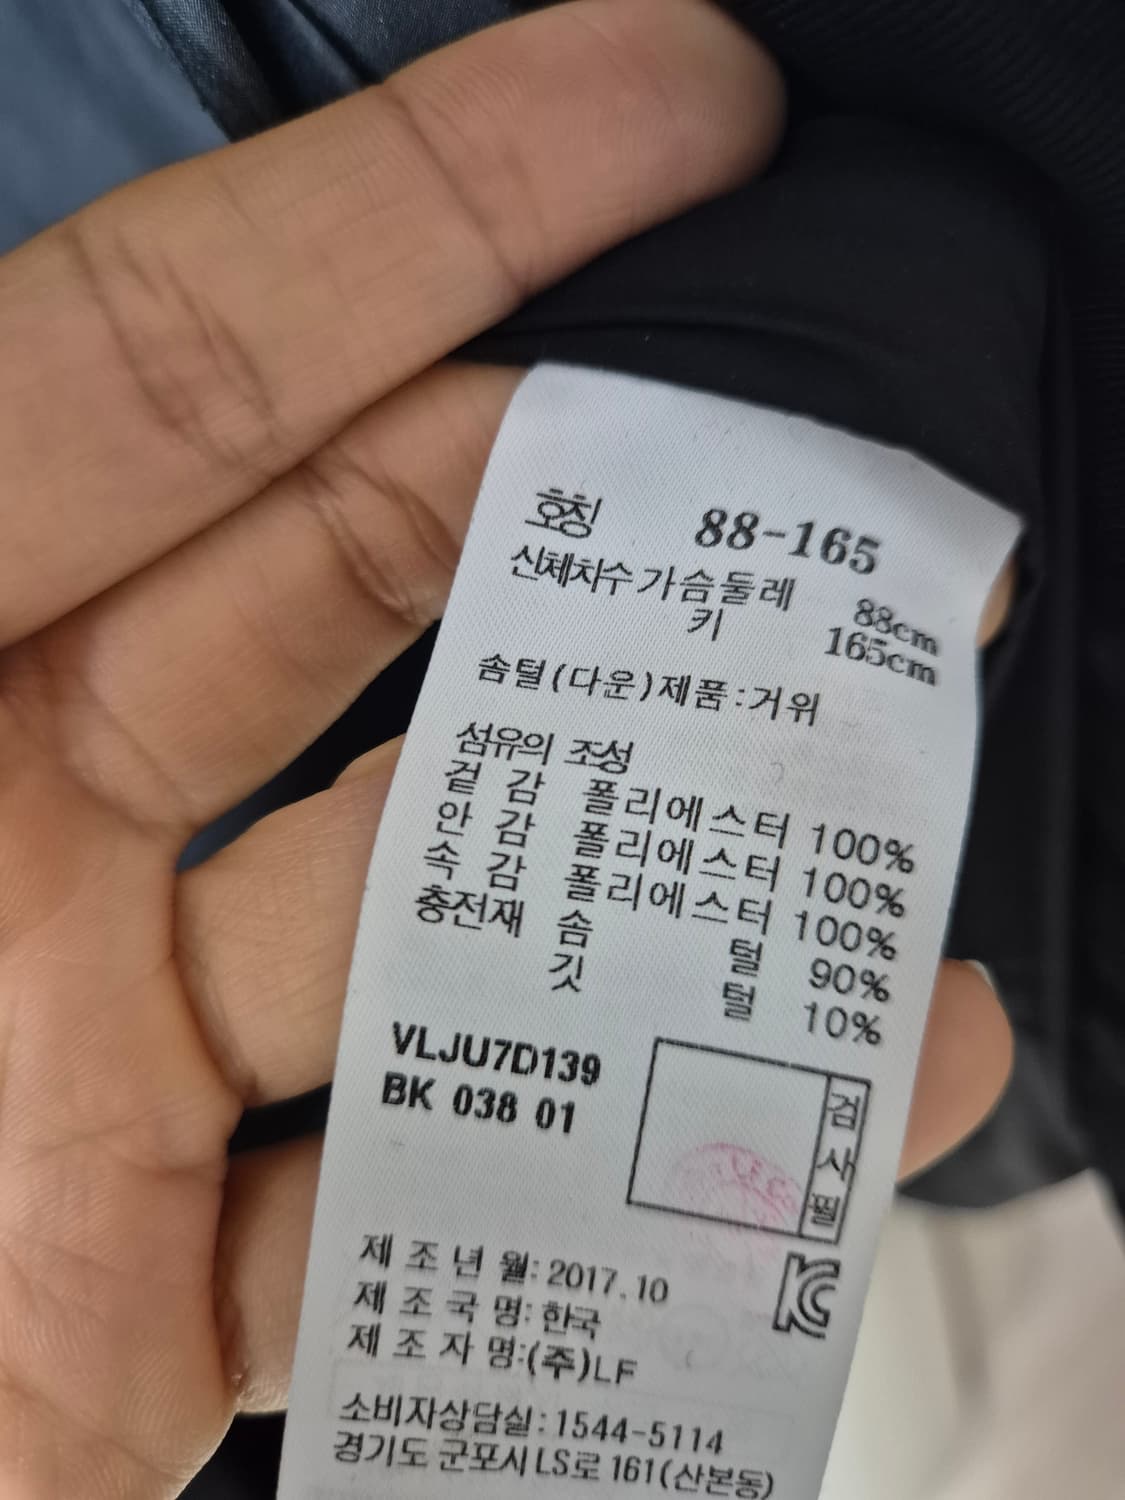 호칭 88-165
신체치수 가슴둘레 88cm
키 165cm
솜털(다운)제품:거위
섬유의 조성
겉 감 폴리에스터 100%
안 감 폴리에스터 100%
속 감 폴리에스터 100%
충전재 솜 털 90%
깃 털 10%
VLJU7D139
BK 038 01
검사필
제 조 년 월: 2017.10
제 조 국 명: 한국
제 조 자 명:(주)LF
소비자상담실:1544-5114
경기도 군포시 LS로 161(산본동)